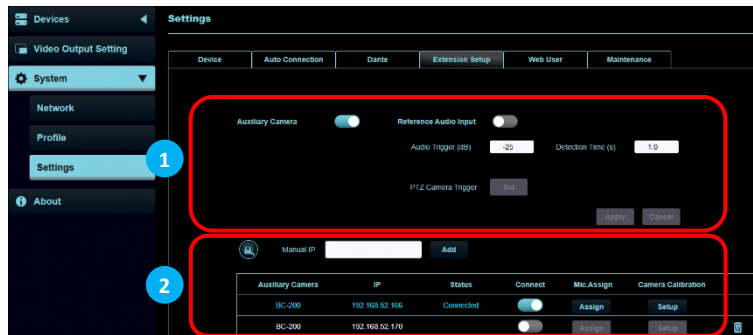 Devices
Settings
Video Output Setting
Device Auto Connection Dante Extension Setup Web User Maintenance
System
Network
Auxiliary Camera Reference Audio Input
Profile
Audio Trigger (dB) -25 Detection Time (s) 1.0
1
Settings
PTZ Camera Trigger Set
About
Apply Cancel
Manual IP Add
2
Auxiliary Camera IP Status Connect Mic.Assign Camera Calibration
BC-200 192.168.52.166 Connected Assign Setup
BC-200 192.168.52.170 Assign Setup